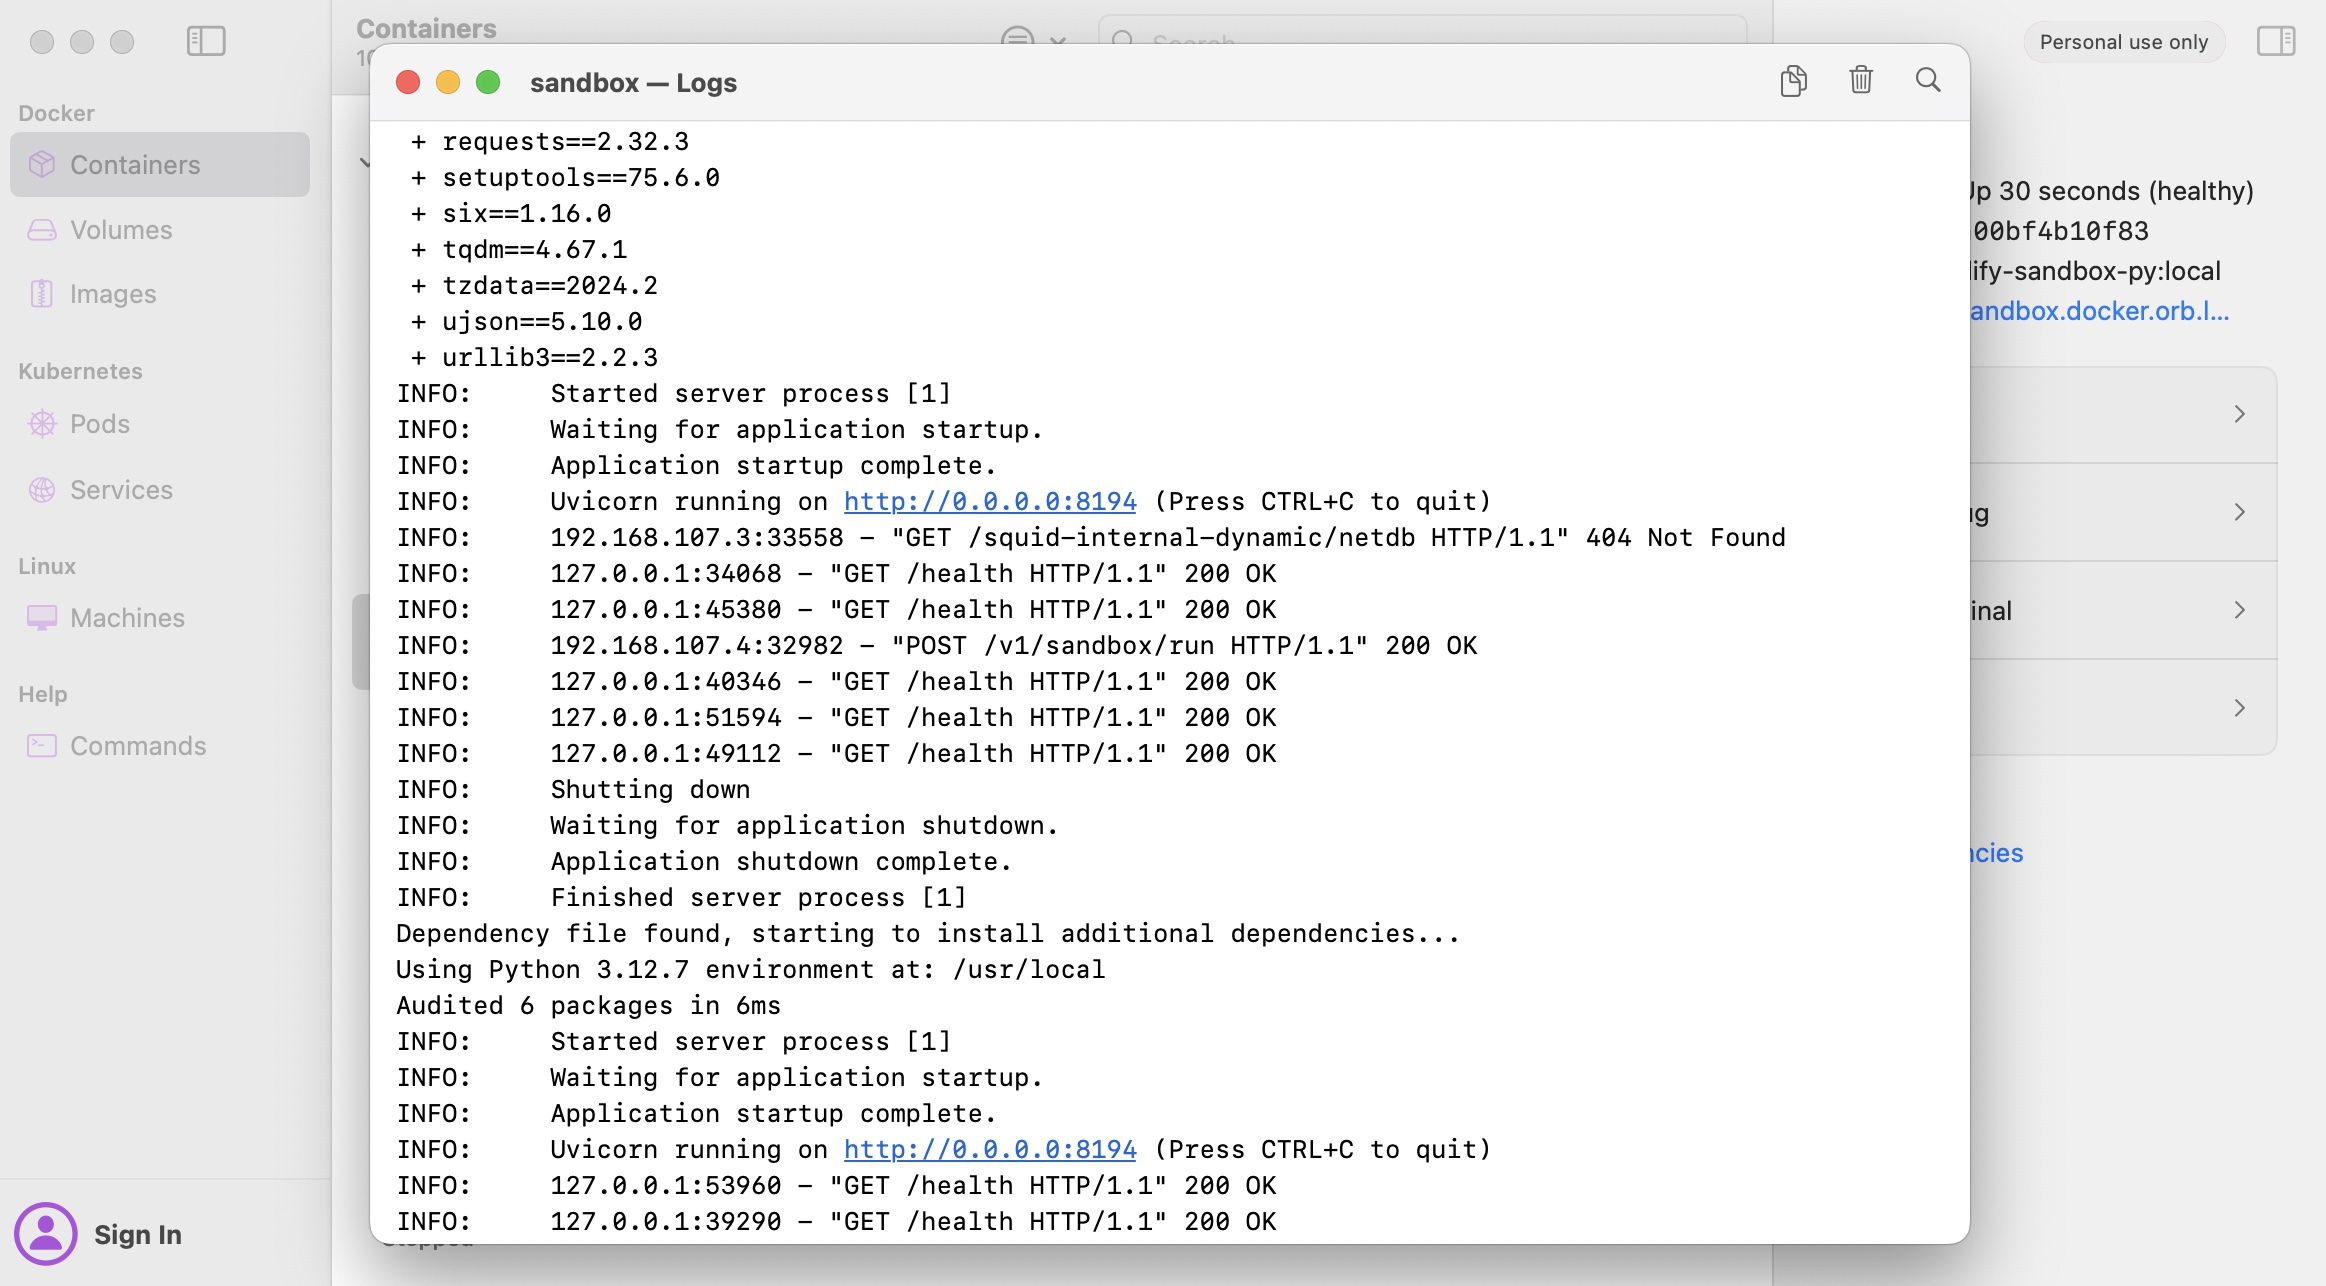 Containers
Personal use only
Docker
Containers
Volumes
Images
Kubernetes
Pods
Services
Linux
Machines
Help
Commands
Sign In
sandbox — Logs
+ requests==2.32.3
+ setuptools==75.6.0
+ six==1.16.0
+ tqdm==4.67.1
+ tzdata==2024.2
+ ujson==5.10.0
+ urllib3==2.2.3
INFO:     Started server process [1]
INFO:     Waiting for application startup.
INFO:     Application startup complete.
INFO:     Uvicorn running on http://0.0.0.0:8194 (Press CTRL+C to quit)
INFO:     192.168.107.3:33558 - "GET /squid-internal-dynamic/netdb HTTP/1.1" 404 Not Found
INFO:     127.0.0.1:34068 - "GET /health HTTP/1.1" 200 OK
INFO:     127.0.0.1:45380 - "GET /health HTTP/1.1" 200 OK
INFO:     192.168.107.4:32982 - "POST /v1/sandbox/run HTTP/1.1" 200 OK
INFO:     127.0.0.1:40346 - "GET /health HTTP/1.1" 200 OK
INFO:     127.0.0.1:51594 - "GET /health HTTP/1.1" 200 OK
INFO:     127.0.0.1:49112 - "GET /health HTTP/1.1" 200 OK
INFO:     Shutting down
INFO:     Waiting for application shutdown.
INFO:     Application shutdown complete.
INFO:     Finished server process [1]
Dependency file found, starting to install additional dependencies...
Using Python 3.12.7 environment at: /usr/local
Audited 6 packages in 6ms
INFO:     Started server process [1]
INFO:     Waiting for application startup.
INFO:     Application startup complete.
INFO:     Uvicorn running on http://0.0.0.0:8194 (Press CTRL+C to quit)
INFO:     127.0.0.1:53960 - "GET /health HTTP/1.1" 200 OK
INFO:     127.0.0.1:39290 - "GET /health HTTP/1.1" 200 OK
Up 30 seconds (healthy)
00bf4b10f83
ify-sandbox-py:local
andbox.docker.orb.l...
inal
ncies